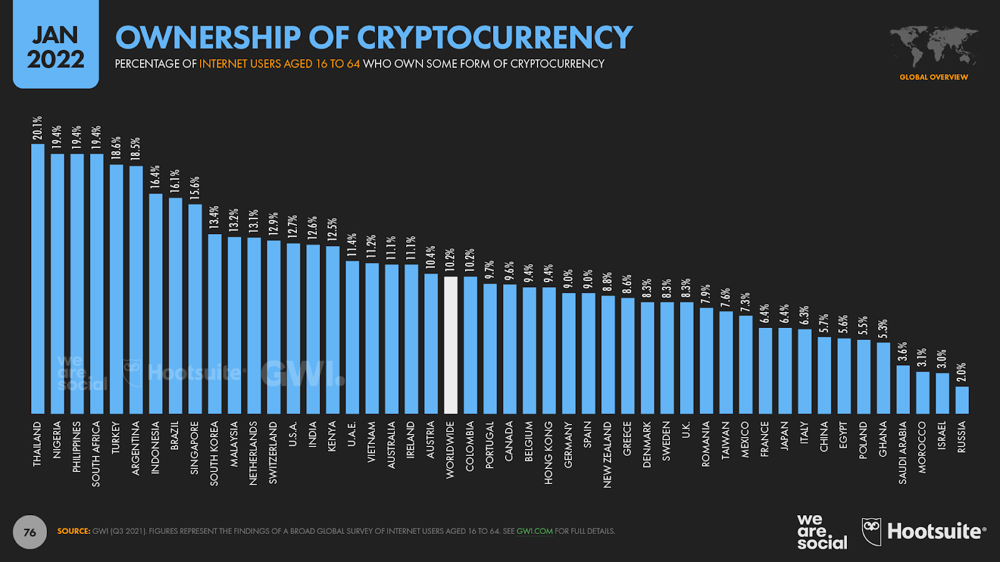 JAN
2022
OWNERSHIP OF CRYPTOCURRENCY
PERCENTAGE OF INTERNET USERS AGED 16 TO 64 WHO OWN SOME FORM OF CRYPTOCURRENCY
GLOBAL OVERVIEW
20.1%
19.4%
19.4%
19.4%
18.6%
18.5%
16.4%
16.1%
15.6%
13.4%
13.2%
13.1%
12.9%
12.7%
12.6%
12.5%
11.4%
11.2%
11.1%
11.1%
10.4%
10.2%
10.2%
9.7%
9.6%
9.4%
9.4%
9.0%
9.0%
8.8%
8.6%
8.3%
8.3%
8.3%
7.9%
7.6%
7.3%
6.4%
6.4%
6.3%
5.7%
5.6%
5.5%
5.3%
3.6%
3.1%
3.0%
2.0%
we
are
social
Hootsuite®
GWI.
THAILAND
NIGERIA
PHILIPPINES
SOUTH AFRICA
TURKEY
ARGENTINA
INDONESIA
BRAZIL
SINGAPORE
SOUTH KOREA
MALAYSIA
NETHERLANDS
SWITZERLAND
U.S.A.
INDIA
KENYA
U.A.E.
VIETNAM
AUSTRALIA
IRELAND
AUSTRIA
WORLDWIDE
COLOMBIA
PORTUGAL
CANADA
BELGIUM
HONG KONG
GERMANY
SPAIN
NEW ZEALAND
GREECE
DENMARK
SWEDEN
U.K.
ROMANIA
TAIWAN
MEXICO
FRANCE
JAPAN
ITALY
CHINA
EGYPT
POLAND
GHANA
SAUDI ARABIA
MOROCCO
ISRAEL
RUSSIA
76
SOURCE: GWI (Q3 2021). FIGURES REPRESENT THE FINDINGS OF A BROAD GLOBAL SURVEY OF INTERNET USERS AGED 16 TO 64. SEE GWI.COM FOR FULL DETAILS.
we
are
social
Hootsuite®